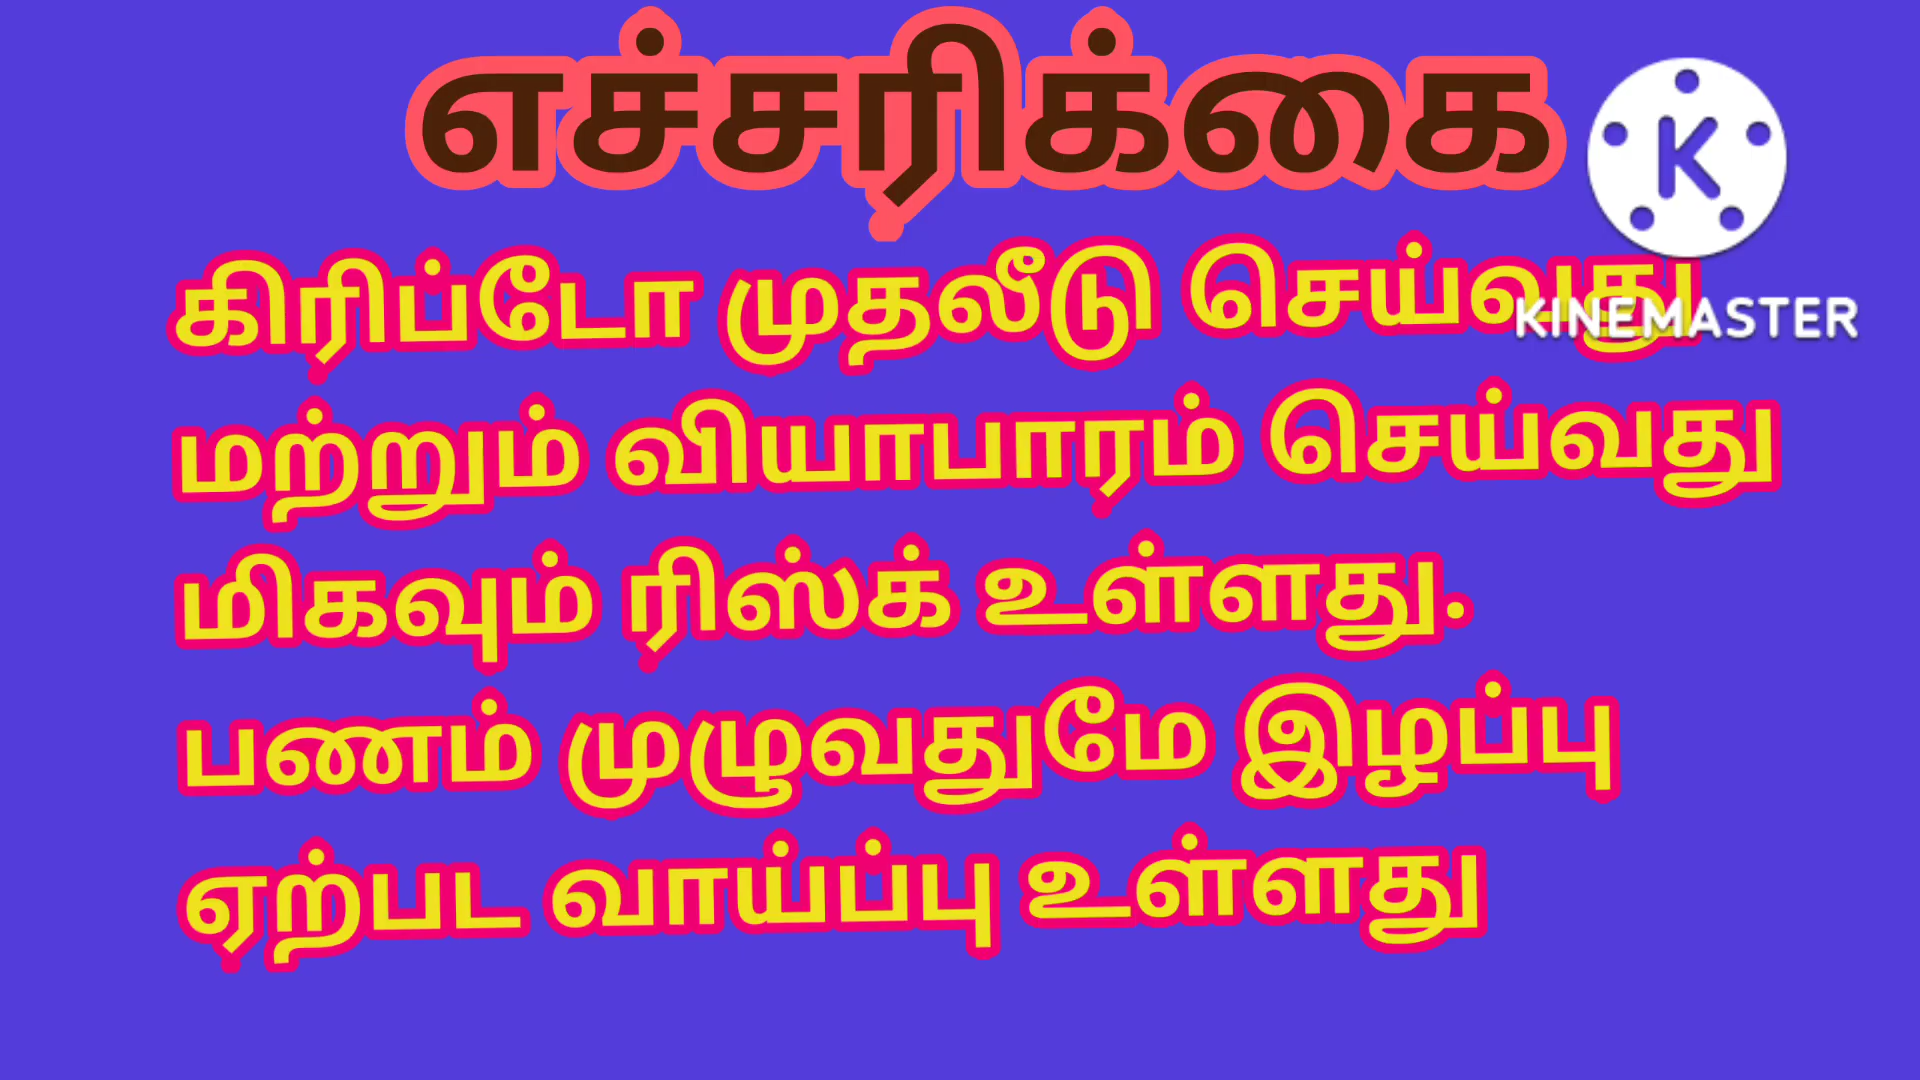 எச்சரிக்கை
கிரிப்டோ முதலீடு செய்வது
KINEMASTER
மற்றும் வியாபாரம் செய்வது
மிகவும் ரிஸ்க் உள்ளது.
பணம் முழுவதுமே இழப்பு
ஏற்பட வாய்ப்பு உள்ளது